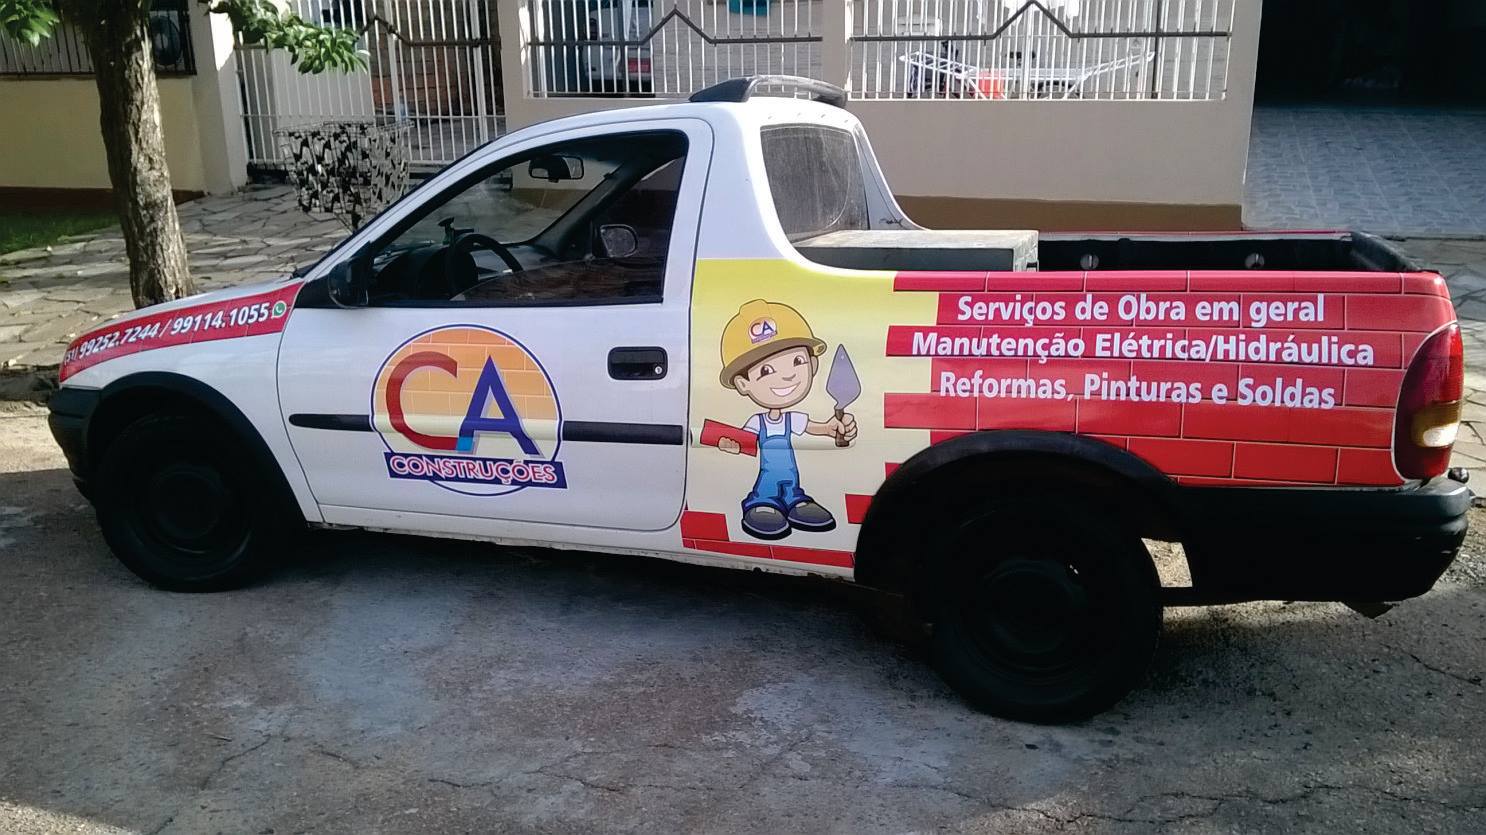 (51) 99252.7244 / 99114.1055
CA
CONSTRUÇÕES
CA
Serviços de Obra em geral
Manutenção Elétrica/Hidráulica
Reformas, Pinturas e Soldas